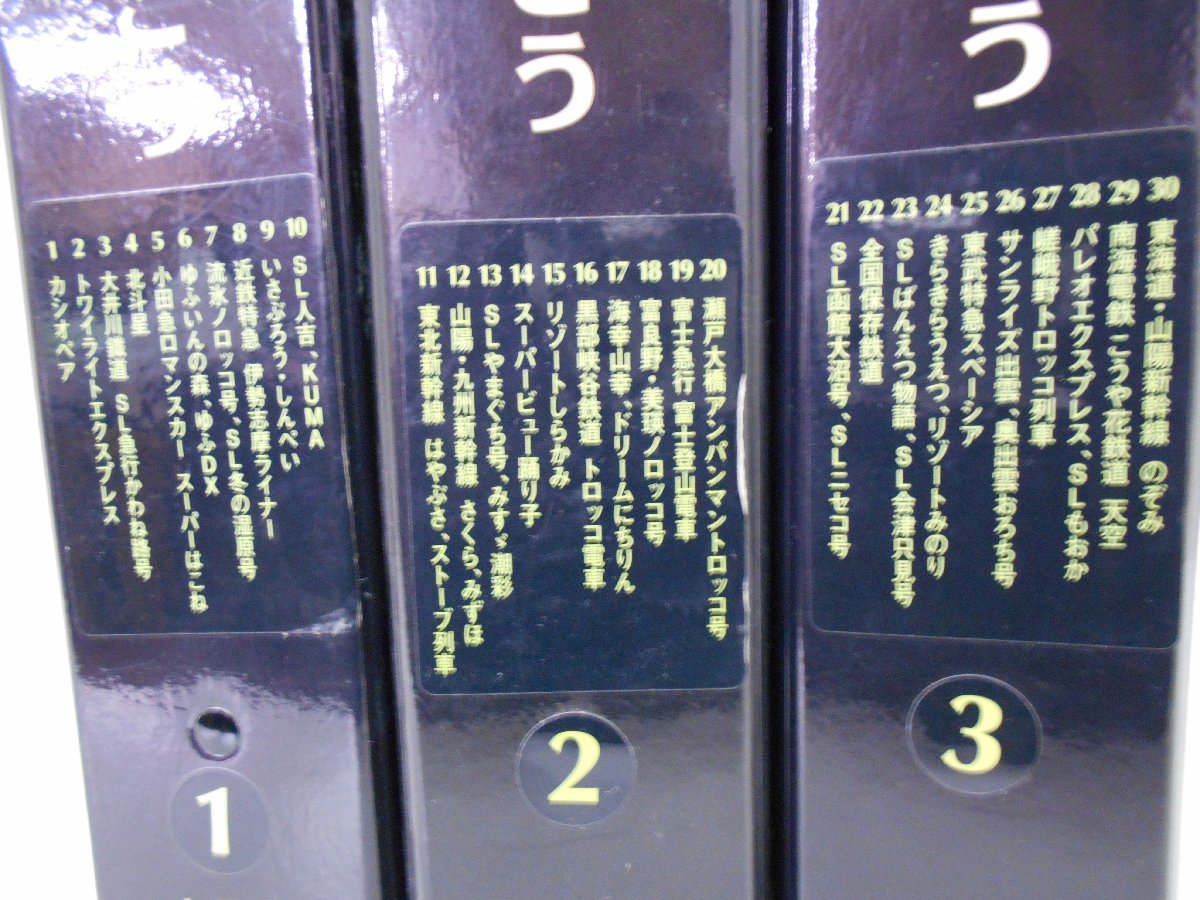 う
1 カシオペア
2 トワイライトエクスプレス
3 大井川鐵道 SL急行かわね路号
4 北斗星
5 小田急ロマンスカー スーパーはこね
6 ゆふいんの森、ゆふDX
7 流氷ノロッコ号、SL冬の湿原号
8 近鉄特急 伊勢志摩ライナー
9 いさぶろう・しんぺい
10 SL人吉、KUMA
1
う
11 東北新幹線 はやぶさ、ストーブ列車
12 山陽・九州新幹線 さくら、みずほ
13 SLやまぐち号、みすゞ潮彩
14 スーパービュー踊り子
15 リゾートしらかみ
16 黒部峡谷鉄道 トロッコ電車
17 海幸山幸、ドリームにちりん
18 富良野・美瑛ノロッコ号
19 富士急行 富士登山電車
20 瀬戸大橋アンパンマントロッコ号
2
う
21 SL函館大沼号、SLニセコ号
22 全国保存鉄道
23 SLばんえつ物語、SL会津只見号
24 きらきらうえつ、リゾートみのり
25 東武特急スペーシア
26 サンライズ出雲、奥出雲おろち号
27 嵯峨野トロッコ列車
28 パレオエクスプレス、SLもおか
29 南海電鉄 こうや花鉄道 天空
30 東海道・山陽新幹線 のぞみ
3